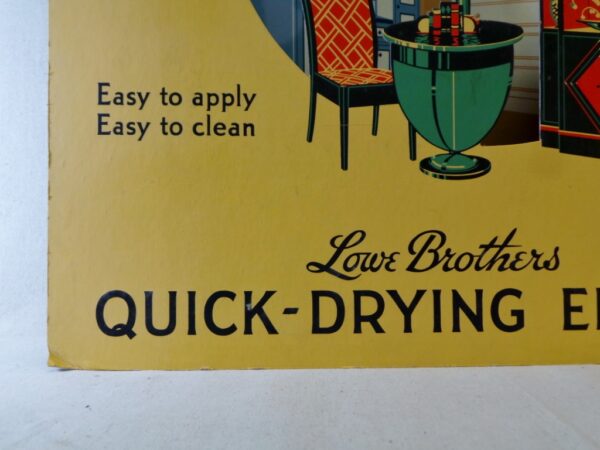 Easy to apply
Easy to clean
Lowe Brothers
QUICK-DRYING E